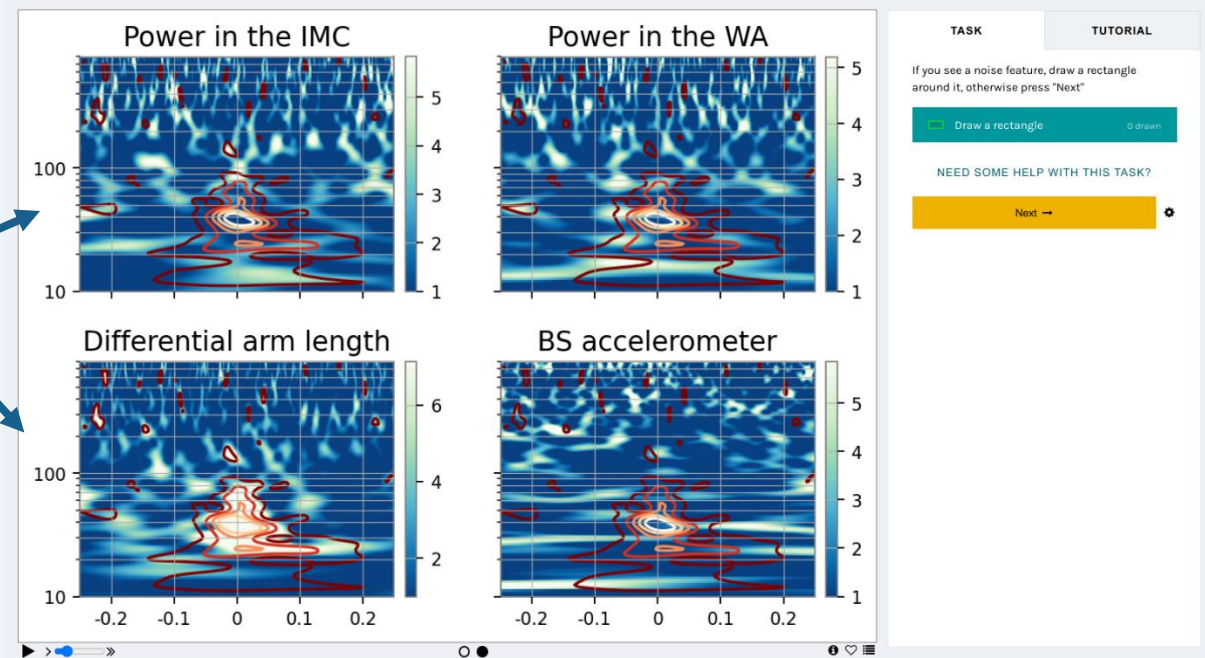 Power in the IMC
5
4
3
2
1
100
10
Power in the WA
5
4
3
2
1
Differential arm length
6
4
2
100
10
-0.2 -0.1 0 0.1 0.2
BS accelerometer
5
4
3
2
1
-0.2 -0.1 0 0.1 0.2
TASK TUTORIAL
If you see a noise feature, draw a rectangle
around it, otherwise press "Next"
Draw a rectangle 0 drawn
NEED SOME HELP WITH THIS TASK?
Next →